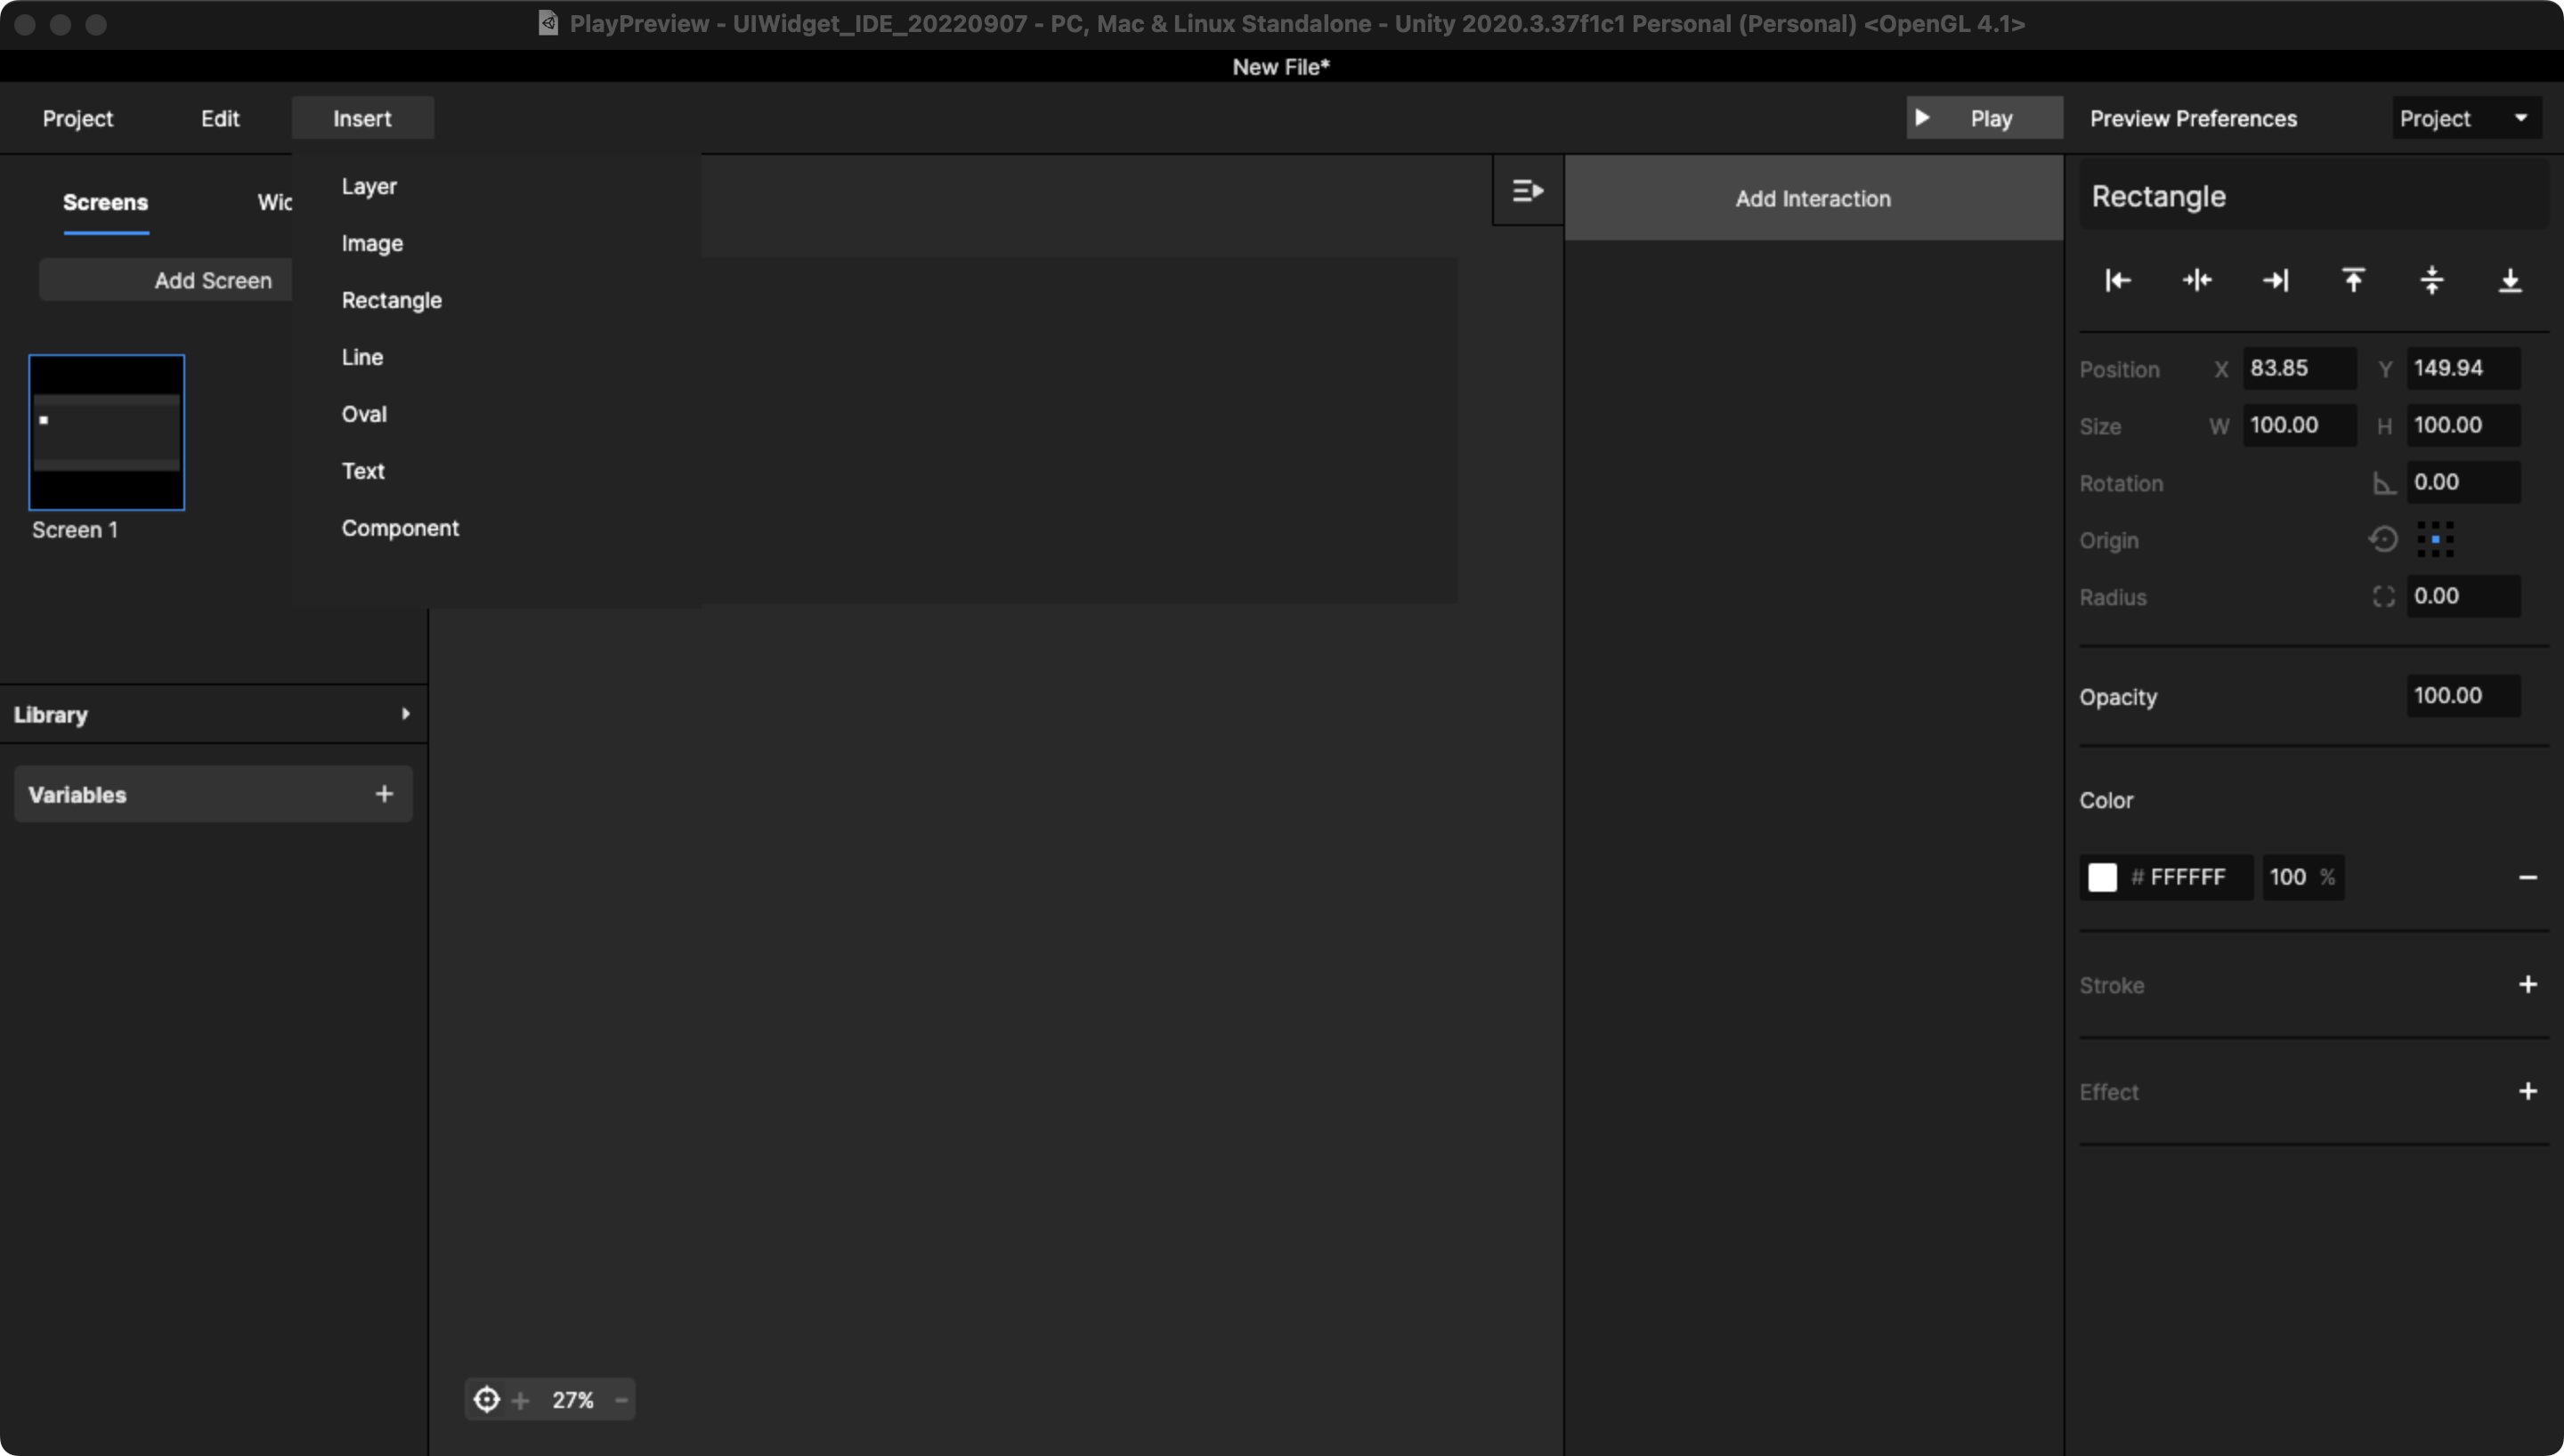 PlayPreview - UIWidget_IDE_20220907 - PC, Mac & Linux Standalone - Unity 2020.3.37f1c1 Personal (Personal) <OpenGL 4.1>
New File*
Project Edit Insert Play Preview Preferences Project
Screens Wic
Add Screen
Screen 1
Layer
Image
Rectangle
Line
Oval
Text
Component
Library
Variables +
+ 27% -
Add Interaction
Rectangle
Position X 83.85 Y 149.94
Size W 100.00 H 100.00
Rotation 0.00
Origin
Radius 0.00
Opacity 100.00
Color
# FFFFFF 100 % −
Stroke +
Effect +